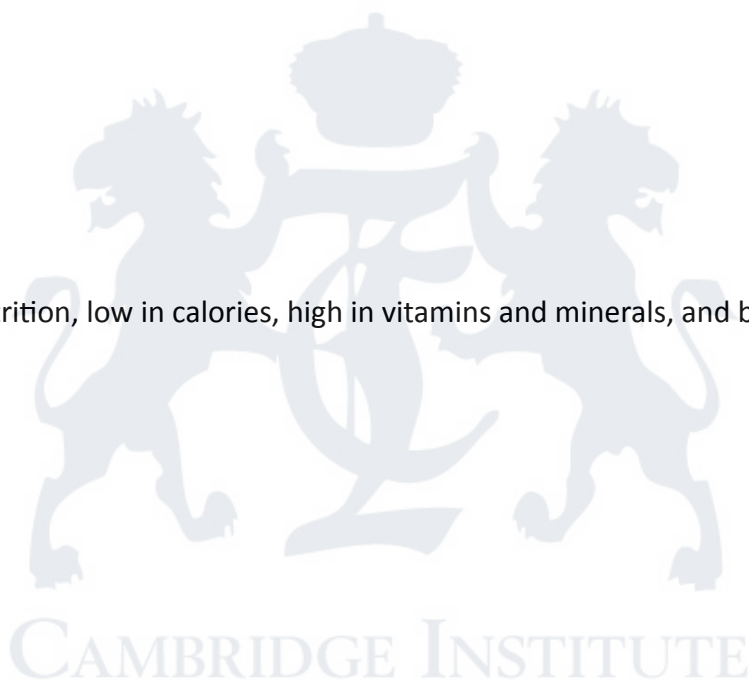 rition, low in calories, high in vitamins and minerals, and b
CAMBRIDGE INSTITUTE